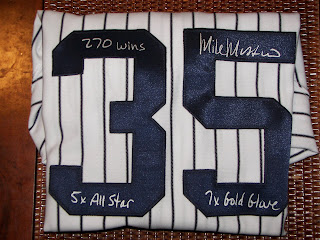 270 wins
Mike Mussina
35
5x All Star
7x Gold Glove